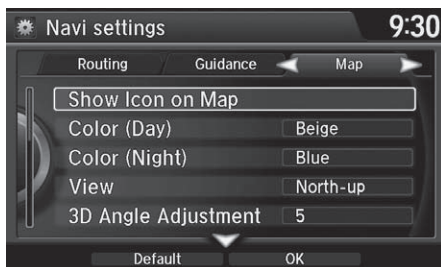 Navi settings 9:30
Routing Guidance Map
Show Icon on Map
Color (Day) Beige
Color (Night) Blue
View North-up
3D Angle Adjustment 5
Default OK